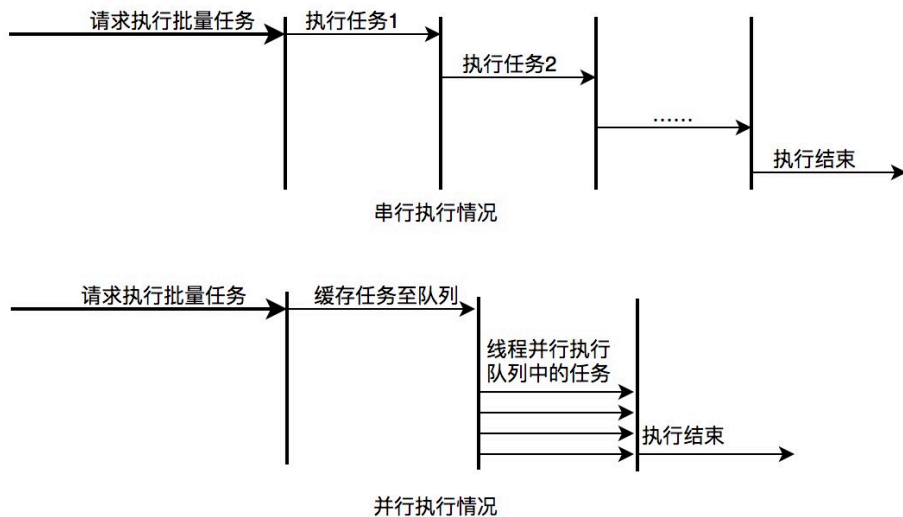 请求执行批量任务
执行任务1
执行任务2
……
执行结束
串行执行情况
请求执行批量任务
缓存任务至队列
线程并行执行
队列中的任务
执行结束
并行执行情况